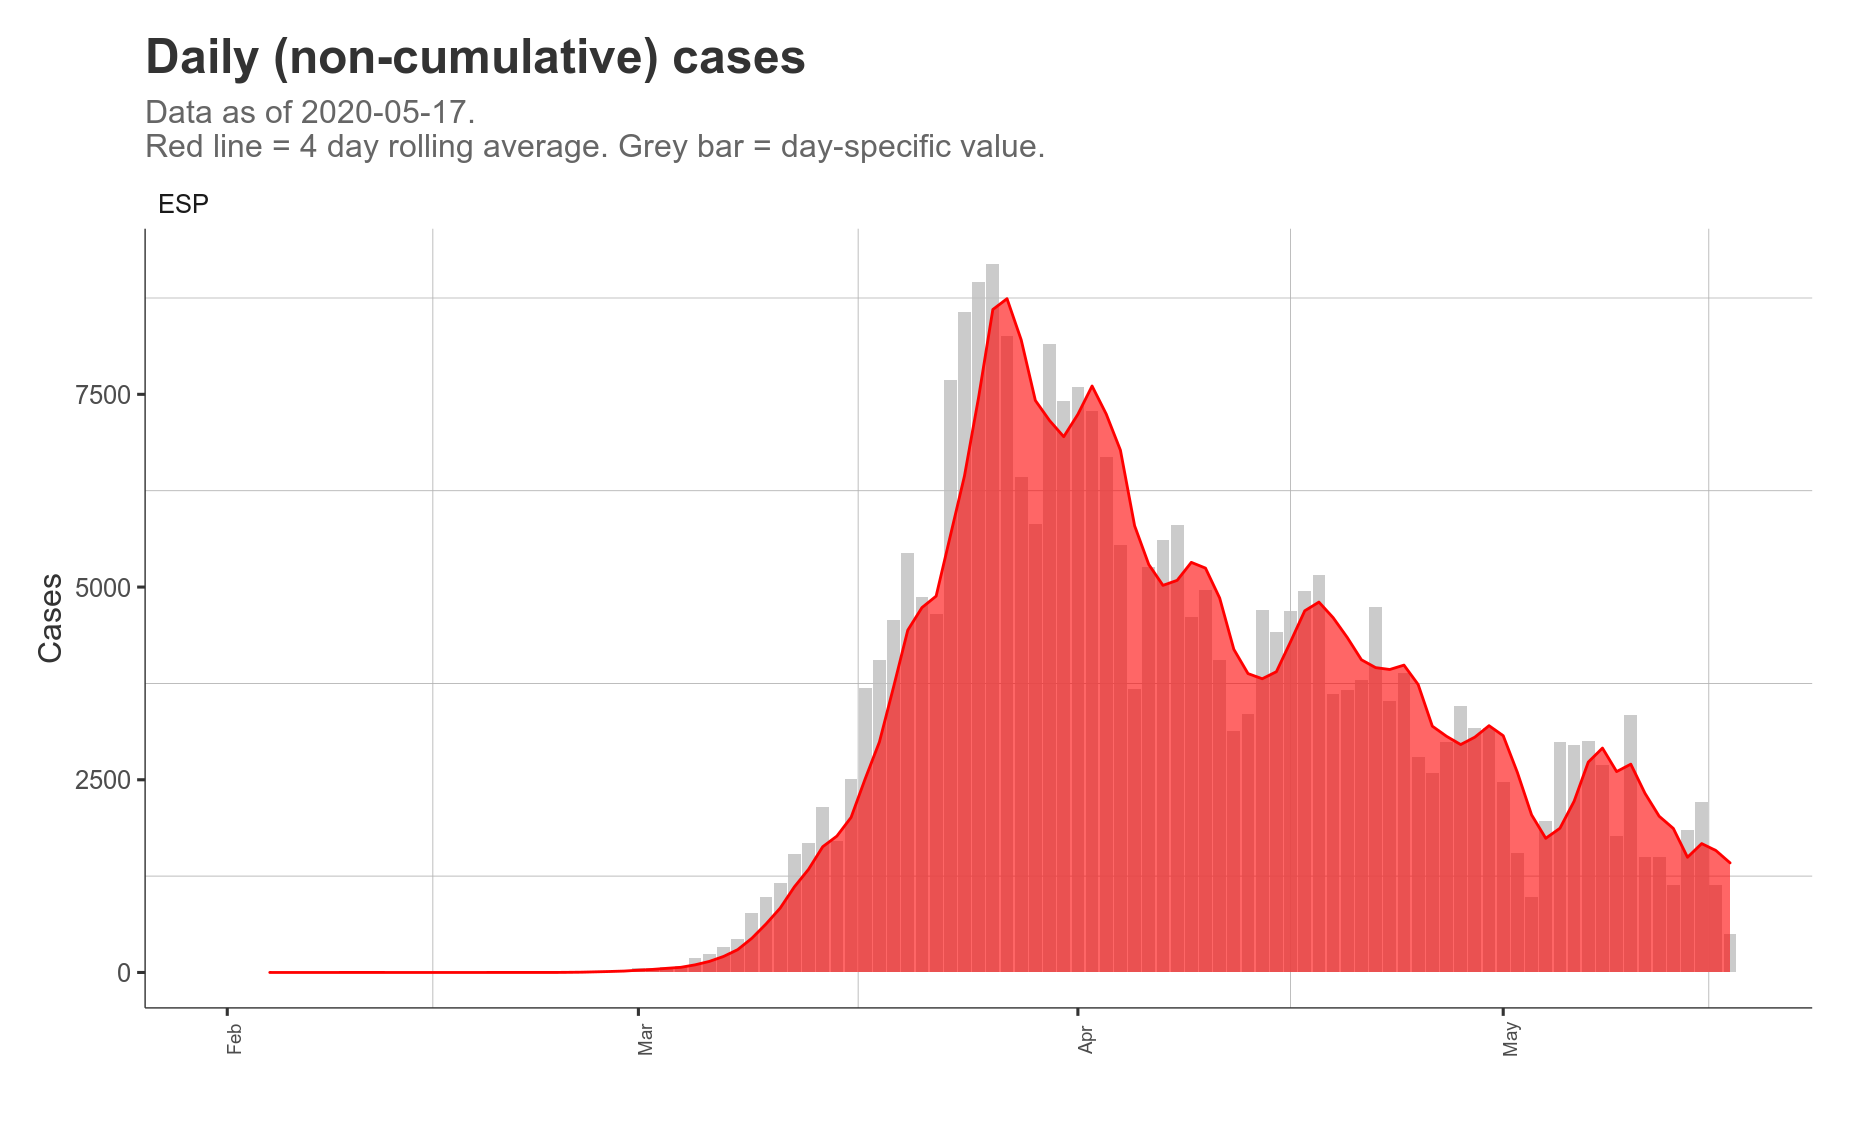 Daily (non-cumulative) cases
Data as of 2020-05-17.
Red line = 4 day rolling average. Grey bar = day-specific value.
ESP
Cases
7500
5000
2500
0
Feb
Mar
Apr
May